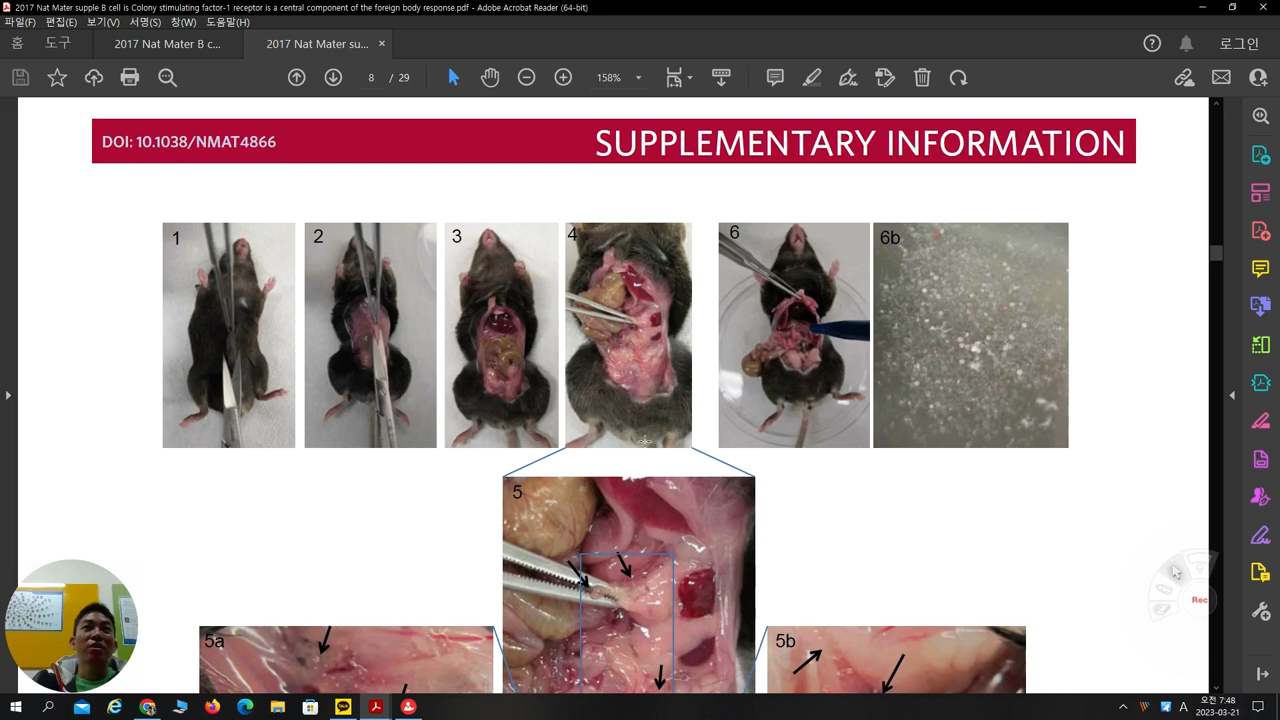 2017 Nat Mater supple B cell is Colony stimulating factor-1 receptor is a central component of the foreign body response.pdf - Adobe Acrobat Reader (64-bit)
파일(F) 편집(E) 보기(V) 서명(S) 창(W) 도움말(H)
홈 도구 2017 Nat Mater B c... 2017 Nat Mater su... × 로그인
8 / 29 158%
DOI: 10.1038/NMAT4866 SUPPLEMENTARY INFORMATION
1 2 3 4 6 6b
5
5a 5b
Rec
TALK
A 오전 7:48
2023-03-21